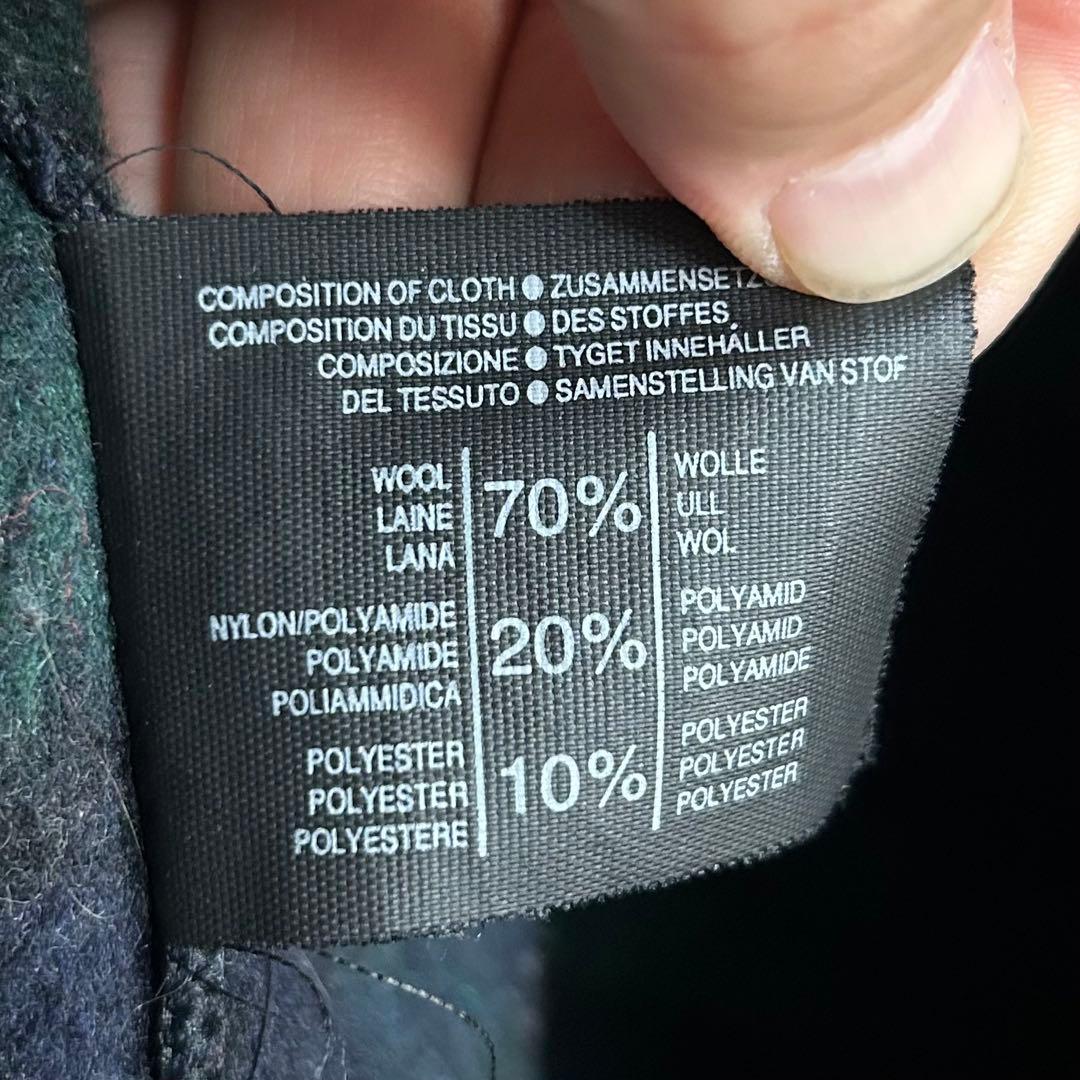 COMPOSITION OF CLOTH ● 
COMPOSITION DU TISSU ● DES STOFFES
COMPOSIZIONE ● TYGET INNEHÅLLER
DEL TESSUTO ● SAMENSTELLING VAN STOF
WOOL
LAINE
LANA
70%
WOLLE
ULL
WOL
NYLON/POLYAMIDE
POLYAMIDE
POLIAMMIDICA
20%
POLYAMID
POLYAMID
POLYAMIDE
POLYESTER
POLYESTER
POLYESTERE
10%
POLYESTER
POLYESTER
POLYESTER